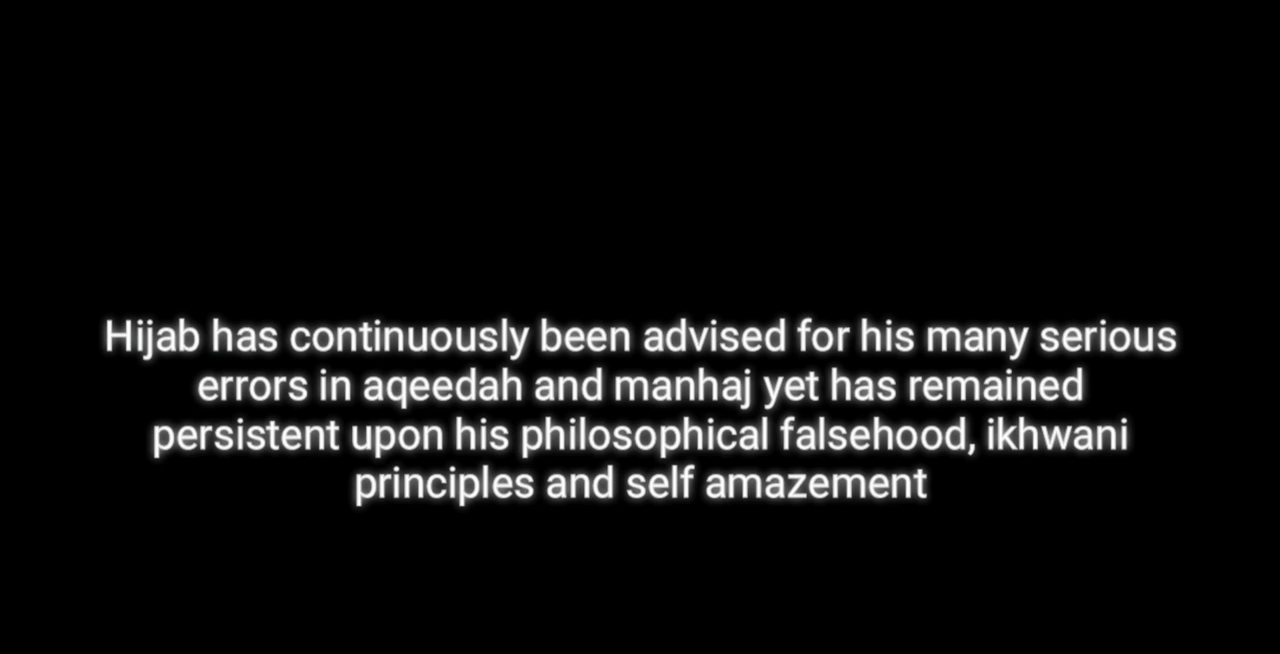 Hijab has continuously been advised for his many serious
errors in aqeedah and manhaj yet has remained
persistent upon his philosophical falsehood, ikhwani
principles and self amazement